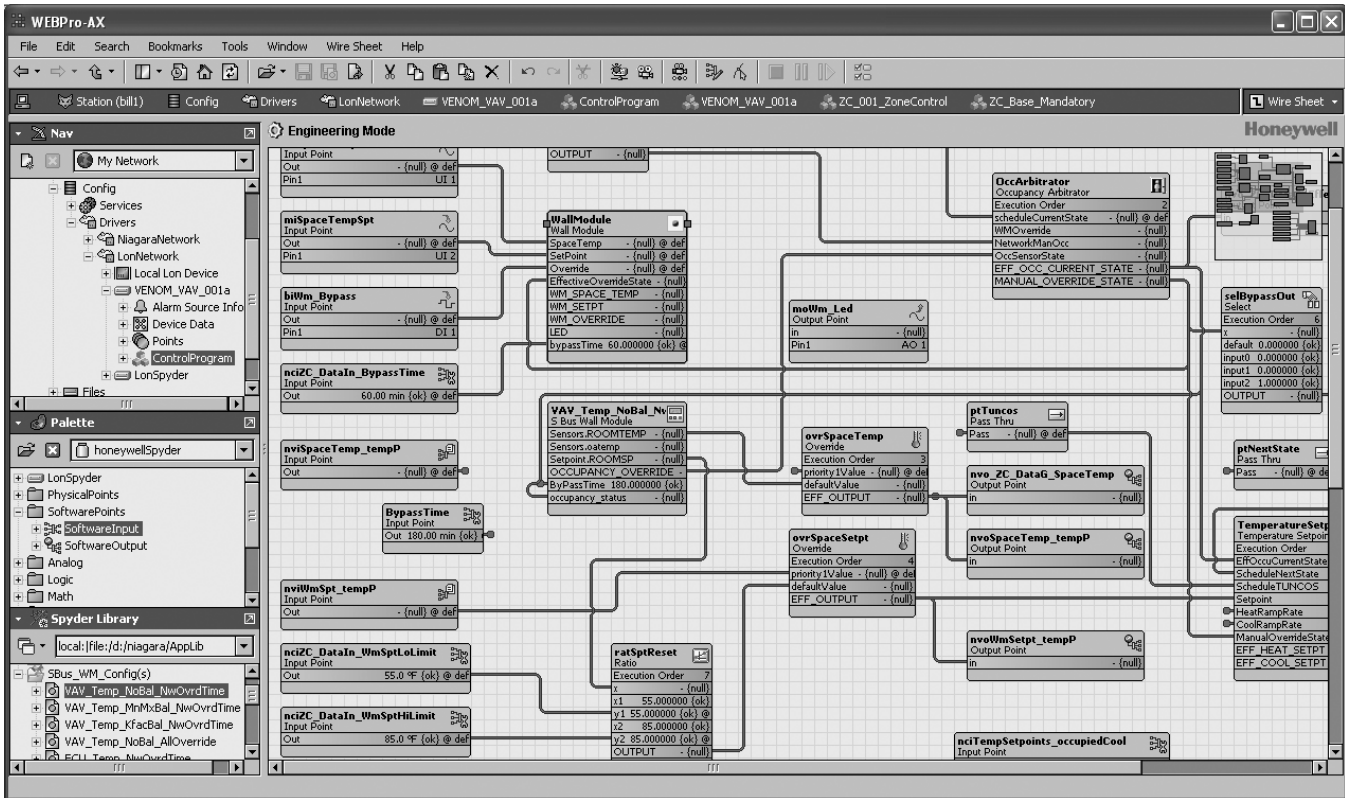 WEBPro-AX
File Edit Search Bookmarks Tools Window Wire Sheet Help
Station (bill1) Config Drivers LonNetwork VENOM_VAV_001a ControlProgram VENOM_VAV_001a ZC_001_ZoneControl ZC_Base_Mandatory Wire Sheet
Nav
My Network
Config
Services
Drivers
NiagaraNetwork
LonNetwork
Local Lon Device
VENOM_VAV_001a
Alarm Source Info
Device Data
Points
ControlProgram
LonSpyder
Files
Palette
honeywellSpyder
LonSpyder
PhysicalPoints
SoftwarePoints
SoftwareInput
SoftwareOutput
Analog
Logic
Math
Spyder Library
local:|file:/d:/niagara/AppLib
SBus_WM_Config(s)
VAV_Temp_NoBal_NwOvrdTime
VAV_Temp_MnMxBal_NwOvrdTime
VAV_Temp_KfacBal_NwOvrdTime
VAV_Temp_NoBal_AllOverride
Engineering Mode
Honeywell
Input Point
Out - {null} @ def
Pin1 UI 1
miSpaceTempSpt
Input Point
Out - {null} @ def
Pin1 UI 2
biWm_Bypass
Input Point
Out - {null} @ def
Pin1 DI 1
nciZC_DataIn_BypassTime
Input Point
Out 60.00 min {ok} @ def
nviSpaceTemp_tempP
Input Point
Out - {null} @ def
BypassTime
Input Point
Out 180.00 min {ok}
nviWmSpt_tempP
Input Point
Out - {null} @ def
nciZC_DataIn_WmSptLoLimit
Input Point
Out 55.0 ºF {ok} @ def
nciZC_DataIn_WmSptHiLimit
Input Point
Out 85.0 ºF {ok} @ def
OUTPUT - {null}
WallModule
Wall Module
SpaceTemp - {null} @ def
SetPoint - {null} @ def
Override - {null} @ def
EffectiveOverrideState - {null}
WM_SPACE_TEMP - {null}
WM_SETPT - {null}
WM_OVERRIDE - {null}
LED - {null}
bypassTime 60.000000 {ok} @
VAV_Temp_NoBal_Nw
S Bus Wall Module
Sensors.ROOMTEMP - {null}
Sensors.oatemp - {null}
Setpoint.ROOMSP - {null}
OCCUPANCY_OVERRIDE -
ByPassTime 180.000000 {ok}
occupancy_status - {null}
ratSptReset
Ratio
Execution Order 7
x - {null}
x1 55.000000 {ok}
y1 55.000000 {ok} @
x2 85.000000 {ok}
y2 85.000000 {ok} @
OUTPUT - {null}
moWm_Led
Output Point
in - {null}
Pin1 AO 1
ovrSpaceTemp
Override
Execution Order 3
priority1Value - {null} @ de
defaultValue - {null}
EFF_OUTPUT - {null}
ovrSpaceSetpt
Override
Execution Order 4
priority1Value - {null} @ de
defaultValue - {null}
EFF_OUTPUT - {null}
OccArbitrator
Occupancy Arbitrator
Execution Order 2
scheduleCurrentState - {null} @ def
WMOverride - {null}
NetworkManOcc - {null}
OccSensorState - {null}
EFF_OCC_CURRENT_STATE - {null}
MANUAL_OVERRIDE_STATE - {null}
ptTuncos
Pass Thru
Pass - {null} @ def
nvo_ZC_DataG_SpaceTemp
Output Point
in - {null}
nvoSpaceTemp_tempP
Output Point
in - {null}
nvoWmSetpt_tempP
Output Point
in - {null}
nciTempSetpoints_occupiedCool
Input Point
selBypassOut
Select
Execution Order 6
x - {null}
default 0.000000 {ok}
input0 0.000000 {ok}
input1 0.000000 {ok}
input2 1.000000 {ok}
OUTPUT - {null}
ptNextState
Pass Thru
Pass - {null} @ de
TemperatureSetp
Temperature Setpoin
Execution Order
EffOccuCurrentState
ScheduleNextState
ScheduleTUNCOS
Setpoint
HeatRampRate
CoolRampRate
ManualOverrideState
EFF_HEAT_SETPT
EFF_COOL_SETPT